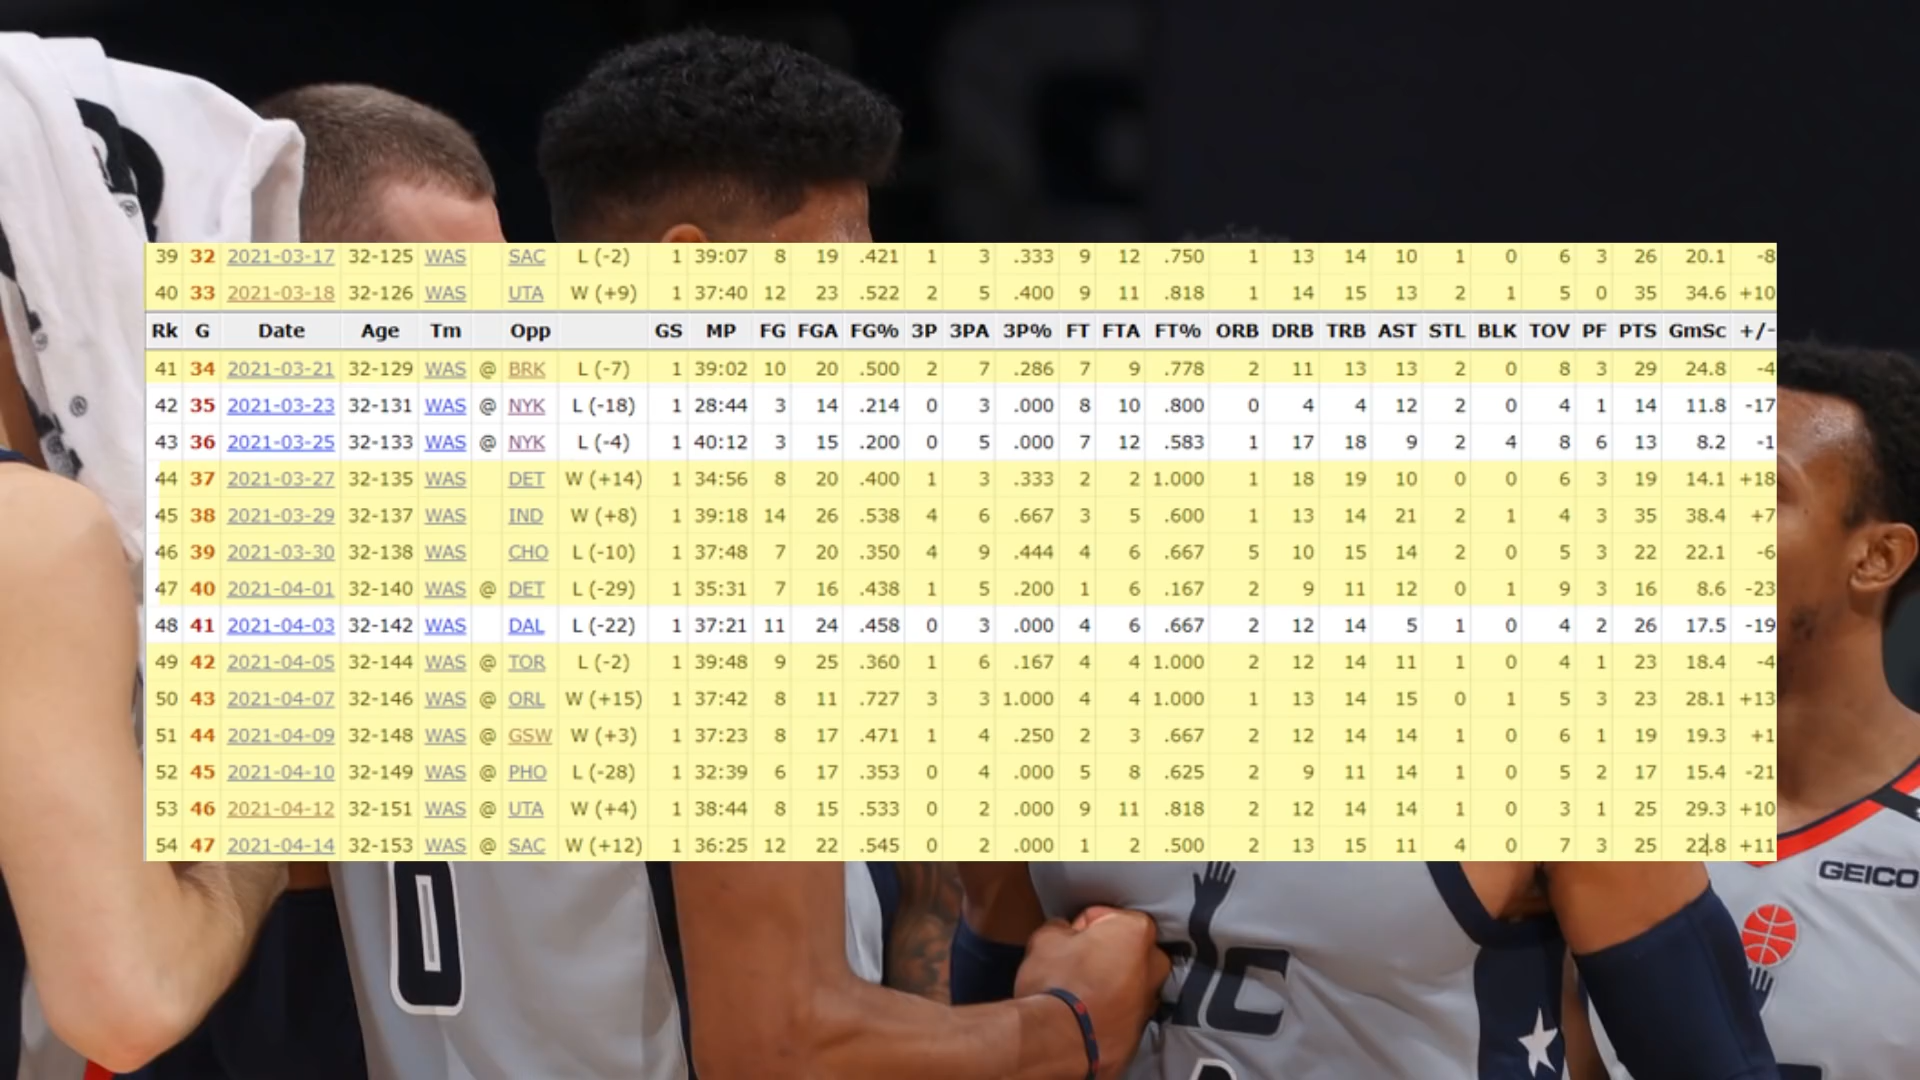 39 32 2021-03-17 32-125 WAS SAC L (-2) 1 39:07 8 19 .421 1 3 .333 9 12 .750 1 13 14 10 1 0 6 3 26 20.1 -8
40 33 2021-03-18 32-126 WAS UTA W (+9) 1 37:40 12 23 .522 2 5 .400 9 11 .818 1 14 15 13 2 1 5 0 35 34.6 +10
Rk G Date Age Tm Opp GS MP FG FGA FG% 3P 3PA 3P% FT FTA FT% ORB DRB TRB AST STL BLK TOV PF PTS GmSc +/-
41 34 2021-03-21 32-129 WAS @ BRK L (-7) 1 39:02 10 20 .500 2 7 .286 7 9 .778 2 11 13 13 2 0 8 3 29 24.8 -4
42 35 2021-03-23 32-131 WAS @ NYK L (-18) 1 28:44 3 14 .214 0 3 .000 8 10 .800 0 4 4 12 2 0 4 1 14 11.8 -17
43 36 2021-03-25 32-133 WAS @ NYK L (-4) 1 40:12 3 15 .200 0 5 .000 7 12 .583 1 17 18 9 2 4 8 6 13 8.2 -1
44 37 2021-03-27 32-135 WAS DET W (+14) 1 34:56 8 20 .400 1 3 .333 2 2 1.000 1 18 19 10 0 0 6 3 19 14.1 +18
45 38 2021-03-29 32-137 WAS IND W (+8) 1 39:18 14 26 .538 4 6 .667 3 5 .600 1 13 14 21 2 1 4 3 35 38.4 +7
46 39 2021-03-30 32-138 WAS CHO L (-10) 1 37:48 7 20 .350 4 9 .444 4 6 .667 5 10 15 14 2 0 5 3 22 22.1 -6
47 40 2021-04-01 32-140 WAS @ DET L (-29) 1 35:31 7 16 .438 1 5 .200 1 6 .167 2 9 11 12 0 1 9 3 16 8.6 -23
48 41 2021-04-03 32-142 WAS DAL L (-22) 1 37:21 11 24 .458 0 3 .000 4 6 .667 2 12 14 5 1 0 4 2 26 17.5 -19
49 42 2021-04-05 32-144 WAS @ TOR L (-2) 1 39:48 9 25 .360 1 6 .167 4 4 1.000 2 12 14 11 1 0 4 1 23 18.4 -4
50 43 2021-04-07 32-146 WAS @ ORL W (+15) 1 37:42 8 11 .727 3 3 1.000 4 4 1.000 1 13 14 15 0 1 5 3 23 28.1 +13
51 44 2021-04-09 32-148 WAS @ GSW W (+3) 1 37:23 8 17 .471 1 4 .250 2 3 .667 2 12 14 14 1 0 6 1 19 19.3 +1
52 45 2021-04-10 32-149 WAS @ PHO L (-28) 1 32:39 6 17 .353 0 4 .000 5 8 .625 2 9 11 14 1 0 5 2 17 15.4 -21
53 46 2021-04-12 32-151 WAS @ UTA W (+4) 1 38:44 8 15 .533 0 2 .000 9 11 .818 2 12 14 14 1 0 3 1 25 29.3 +10
54 47 2021-04-14 32-153 WAS @ SAC W (+12) 1 36:25 12 22 .545 0 2 .000 1 2 .500 2 13 15 11 4 0 7 3 25 22.8 +11
GEICO
0
dc